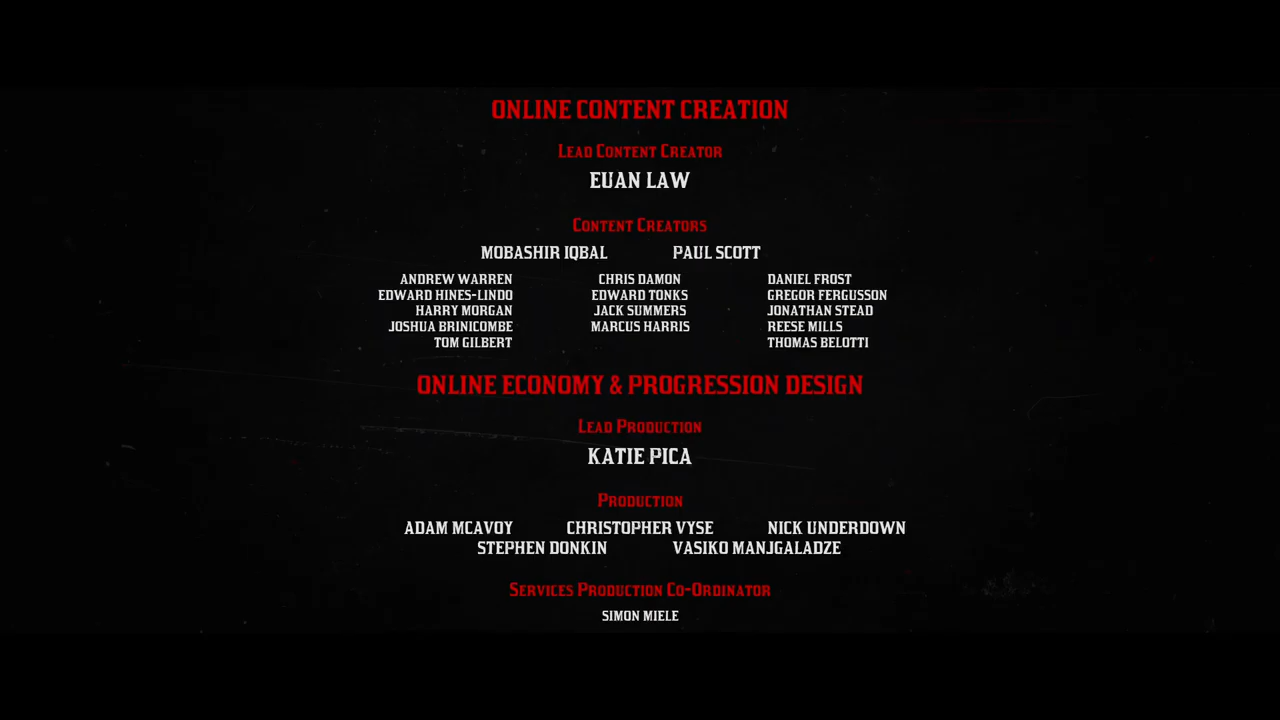 ONLINE CONTENT CREATION
LEAD CONTENT CREATOR
EUAN LAW
CONTENT CREATORS
MOBASHIR IQBAL PAUL SCOTT
ANDREW WARREN CHRIS DAMON DANIEL FROST
EDWARD HINES-LINDO EDWARD TONKS GREGOR FERGUSSON
HARRY MORGAN JACK SUMMERS JONATHAN STEAD
JOSHUA BRINICOMBE MARCUS HARRIS REESE MILLS
TOM GILBERT THOMAS BELOTTI
ONLINE ECONOMY & PROGRESSION DESIGN
LEAD PRODUCTION
KATIE PICA
PRODUCTION
ADAM MCAVOY CHRISTOPHER VYSE NICK UNDERDOWN
STEPHEN DONKIN VASIKO MANJGALADZE
SERVICES PRODUCTION CO-ORDINATOR
SIMON MIELE